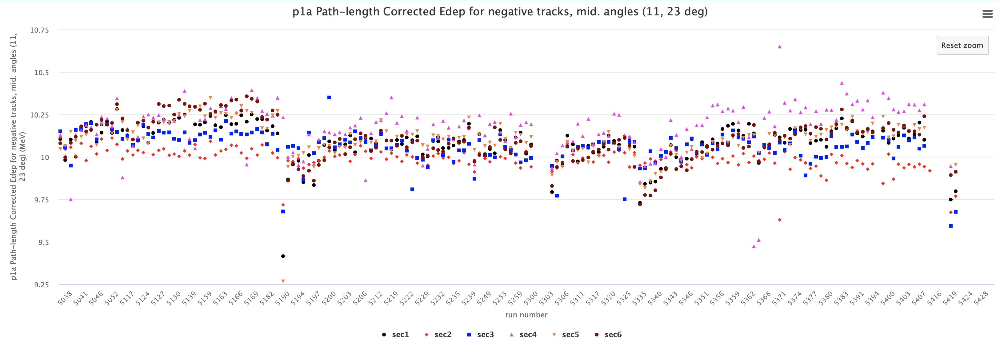 p1a Path-length Corrected Edep for negative tracks, mid. angles (11, 23 deg)
Reset zoom
p1a Path-length Corrected Edep for negative tracks, mid. angles (11,
23 deg) (MeV)
10.75
10.5
10.25
10
9.75
9.5
9.25
5038 5041 5046 5052 5117 5124 5127 5130 5139 5159 5163 5166 5169 5182 5190 5194 5197 5200 5203 5206 5212 5219 5222 5229 5232 5235 5239 5249 5253 5259 5300 5303 5306 5311 5317 5320 5325 5335 5340 5343 5346 5351 5356 5359 5362 5368 5371 5374 5377 5380 5383 5391 5394 5400 5403 5407 5416 5419 5424 5428
run number
sec1 sec2 sec3 sec4 sec5 sec6